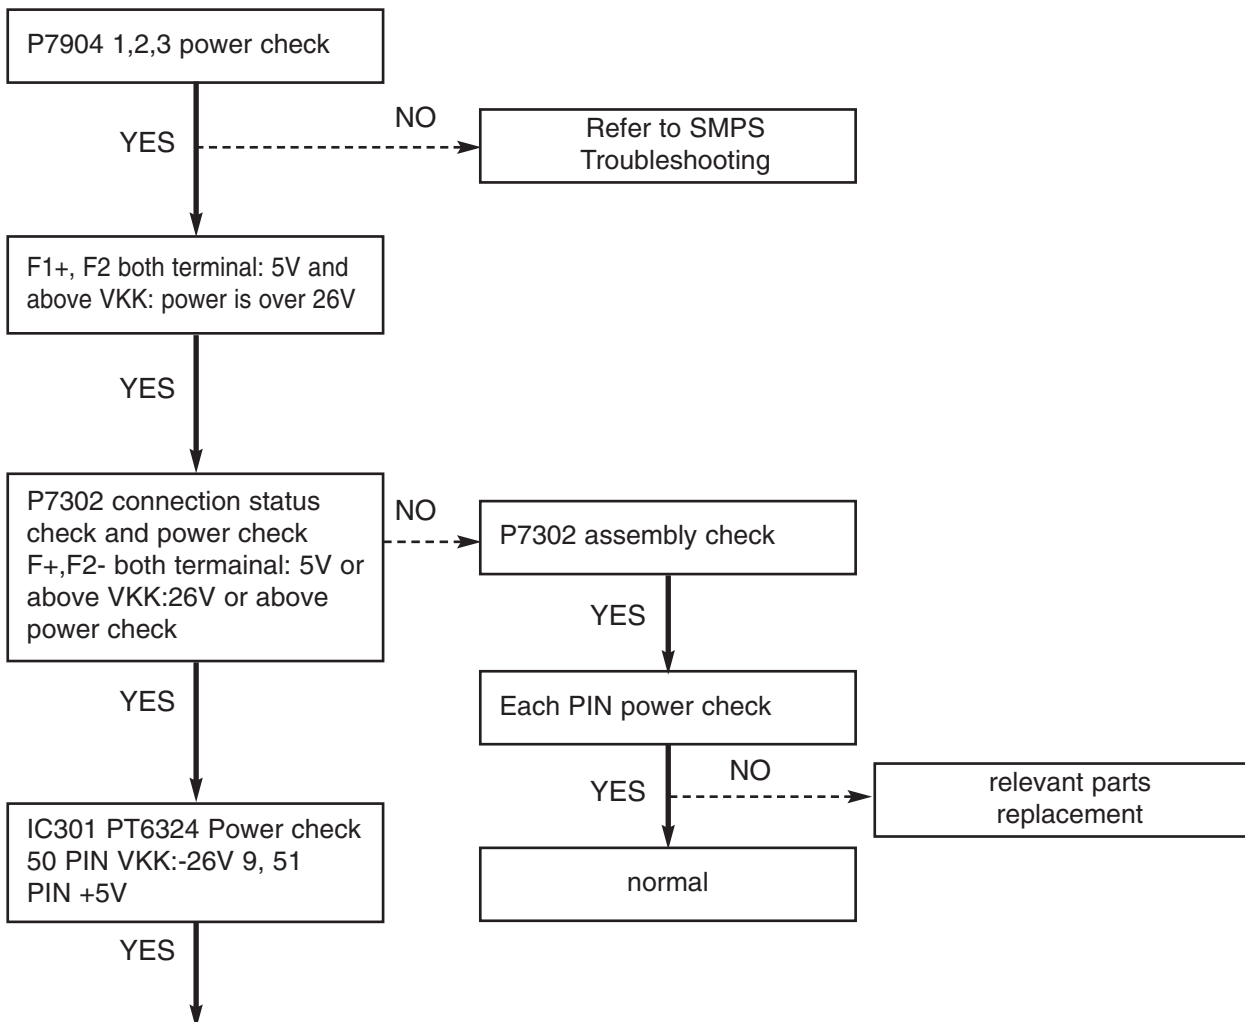 P7904 1,2,3 power check
YES
NO
Refer to SMPS
Troubleshooting
F1+, F2 both terminal: 5V and
above VKK: power is over 26V
YES
P7302 connection status
check and power check
F+,F2- both termainal: 5V or
above VKK:26V or above
power check
NO
P7302 assembly check
YES
YES
Each PIN power check
YES
NO
relevant parts
replacement
IC301 PT6324 Power check
50 PIN VKK:-26V 9, 51
PIN +5V
normal
YES